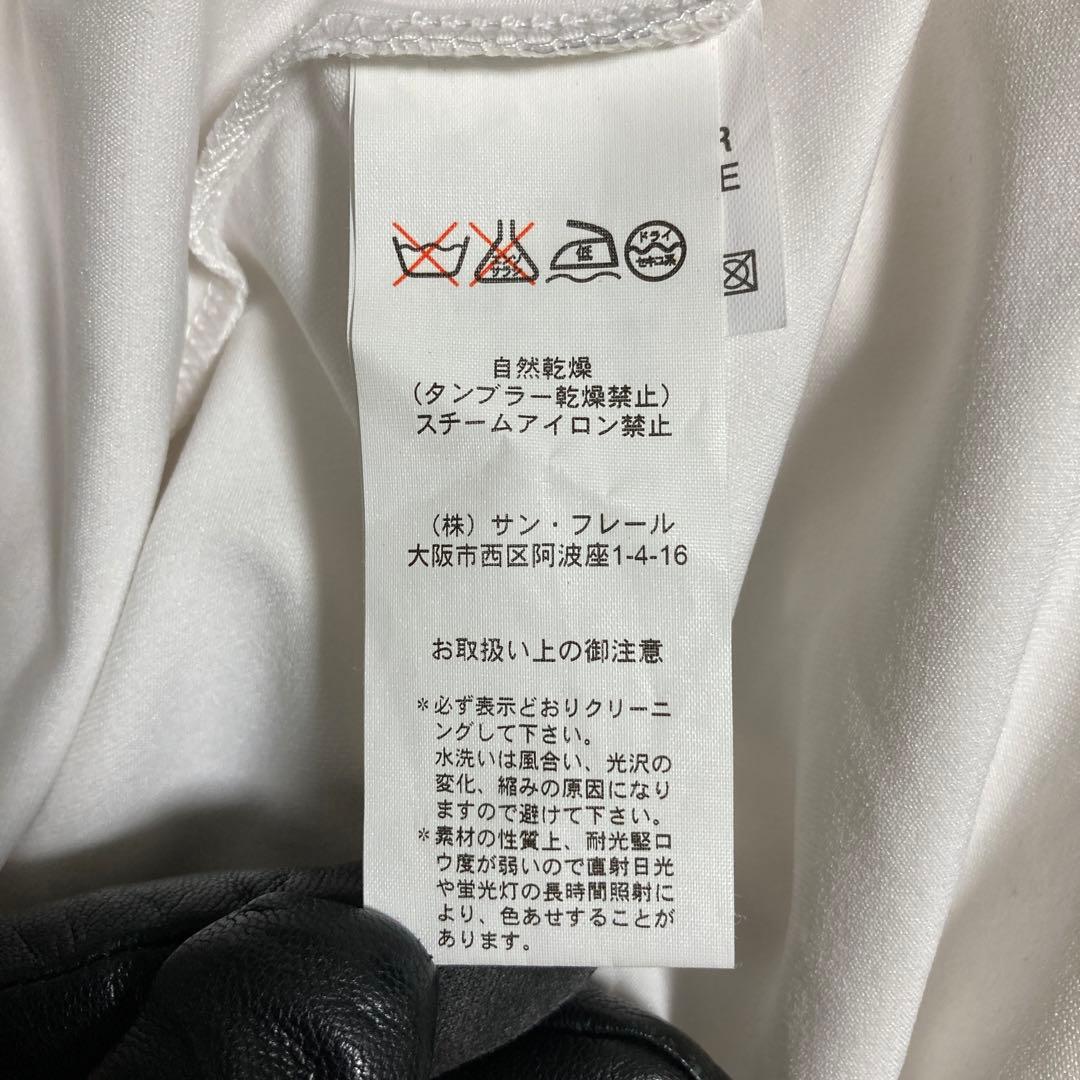 R
E
エンソ
サラシ
低
ドライ
セキユ系
自然乾燥
（タンブラー乾燥禁止）
スチームアイロン禁止
（株）サン・フレール
大阪市西区阿波座1-4-16
お取扱い上の御注意
＊必ず表示どおりクリーニ
ングして下さい。
水洗いは風合い、光沢の
変化、縮みの原因になり
ますので避けて下さい。
＊素材の性質上、耐光堅ロ
ウ度が弱いので直射日光
や蛍光灯の長時間照射に
より、色あせすることが
あります。